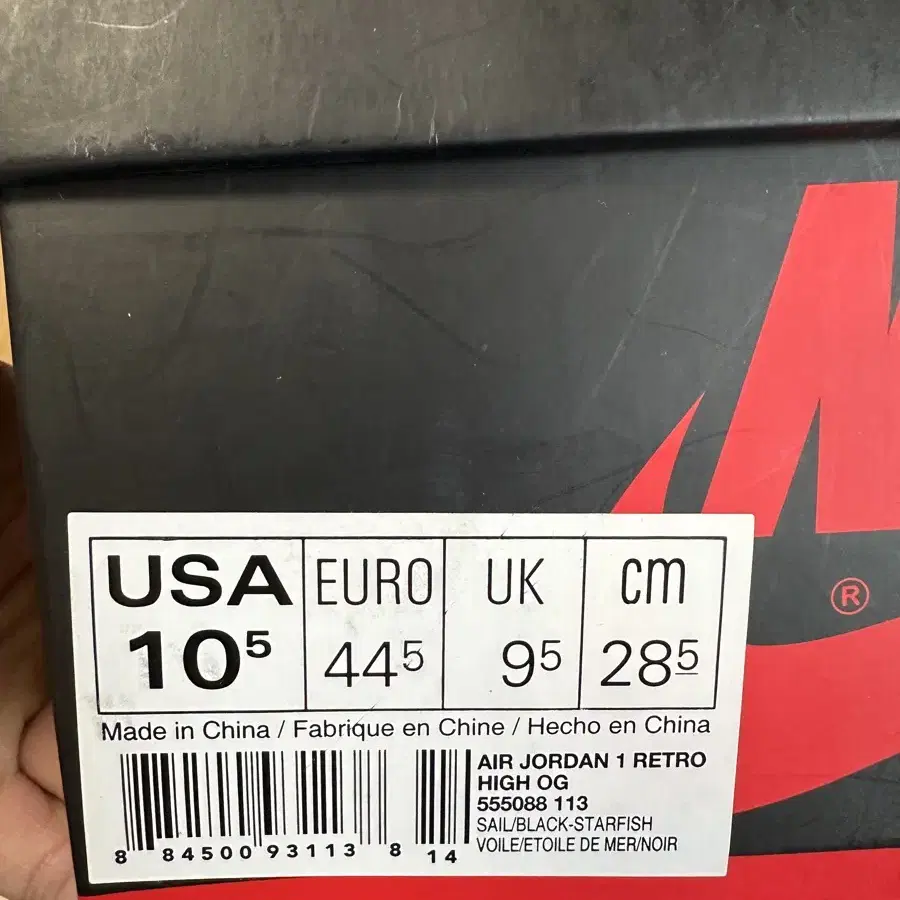 USA EURO UK cm
10⁵ 44⁵ 9⁵ 28⁵
Made in China / Fabrique en Chine / Hecho en China
AIR JORDAN 1 RETRO
HIGH OG
555088 113
SAIL/BLACK-STARFISH
VOILE/ETOILE DE MER/NOIR
8 84500 93113 8 14
®